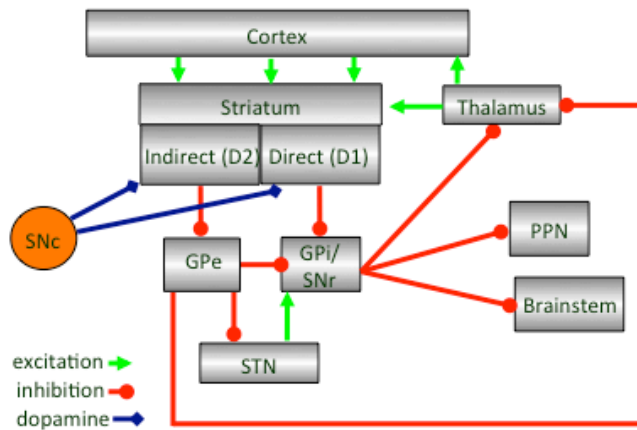 Cortex
Striatum
Thalamus
Indirect (D2)
Direct (D1)
SNc
GPe
GPi/
SNr
PPN
Brainstem
STN
excitation
inhibition
dopamine